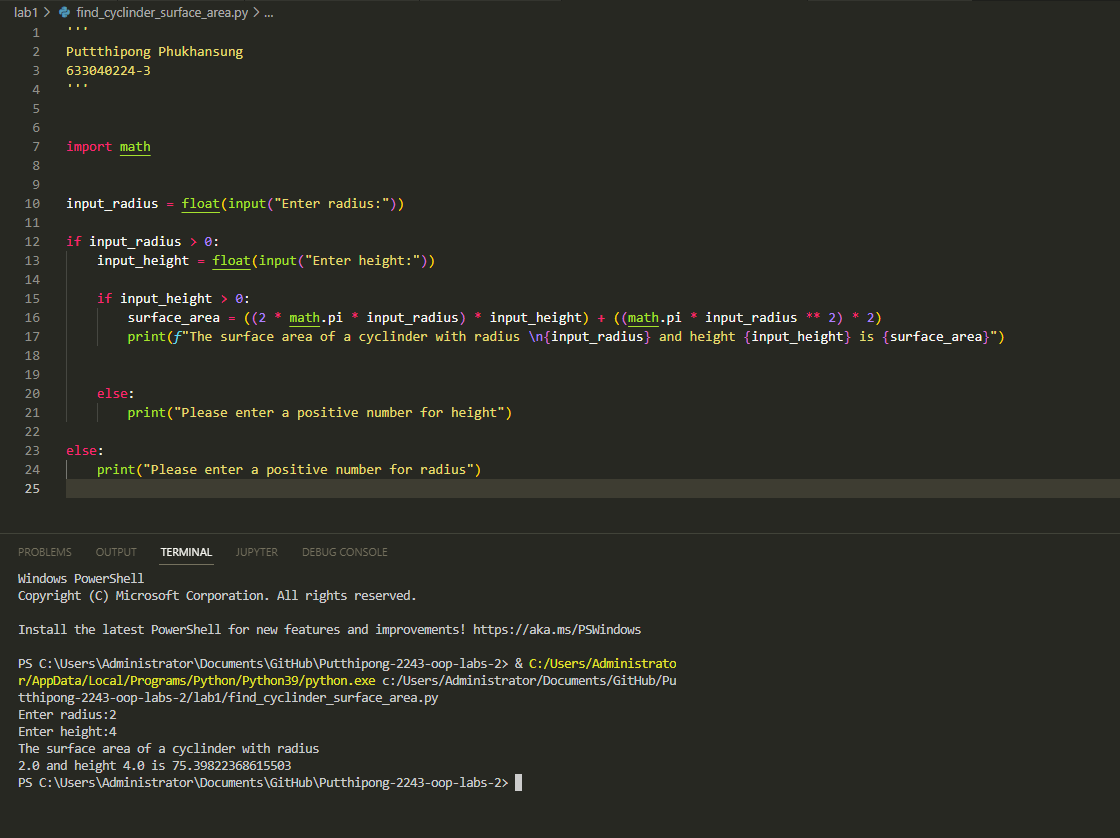 lab1 > find_cyclinder_surface_area.py > ...
1 '''
2 Puttthipong Phukhansung
3 633040224-3
4 '''
5
6
7 import math
8
9
10 input_radius = float(input("Enter radius:"))
11
12 if input_radius > 0:
13     input_height = float(input("Enter height:"))
14
15     if input_height > 0:
16         surface_area = ((2 * math.pi * input_radius) * input_height) + ((math.pi * input_radius ** 2) * 2)
17         print(f"The surface area of a cyclinder with radius \n{input_radius} and height {input_height} is {surface_area}")
18
19
20     else:
21         print("Please enter a positive number for height")
22
23 else:
24     print("Please enter a positive number for radius")
25
PROBLEMS OUTPUT TERMINAL JUPYTER DEBUG CONSOLE
Windows PowerShell
Copyright (C) Microsoft Corporation. All rights reserved.
Install the latest PowerShell for new features and improvements! https://aka.ms/PSWindows
PS C:\Users\Administrator\Documents\GitHub\Putthipong-2243-oop-labs-2> & C:/Users/Administrato
r/AppData/Local/Programs/Python/Python39/python.exe c:/Users/Administrator/Documents/GitHub/Pu
tthipong-2243-oop-labs-2/lab1/find_cyclinder_surface_area.py
Enter radius:2
Enter height:4
The surface area of a cyclinder with radius
2.0 and height 4.0 is 75.39822368615503
PS C:\Users\Administrator\Documents\GitHub\Putthipong-2243-oop-labs-2>